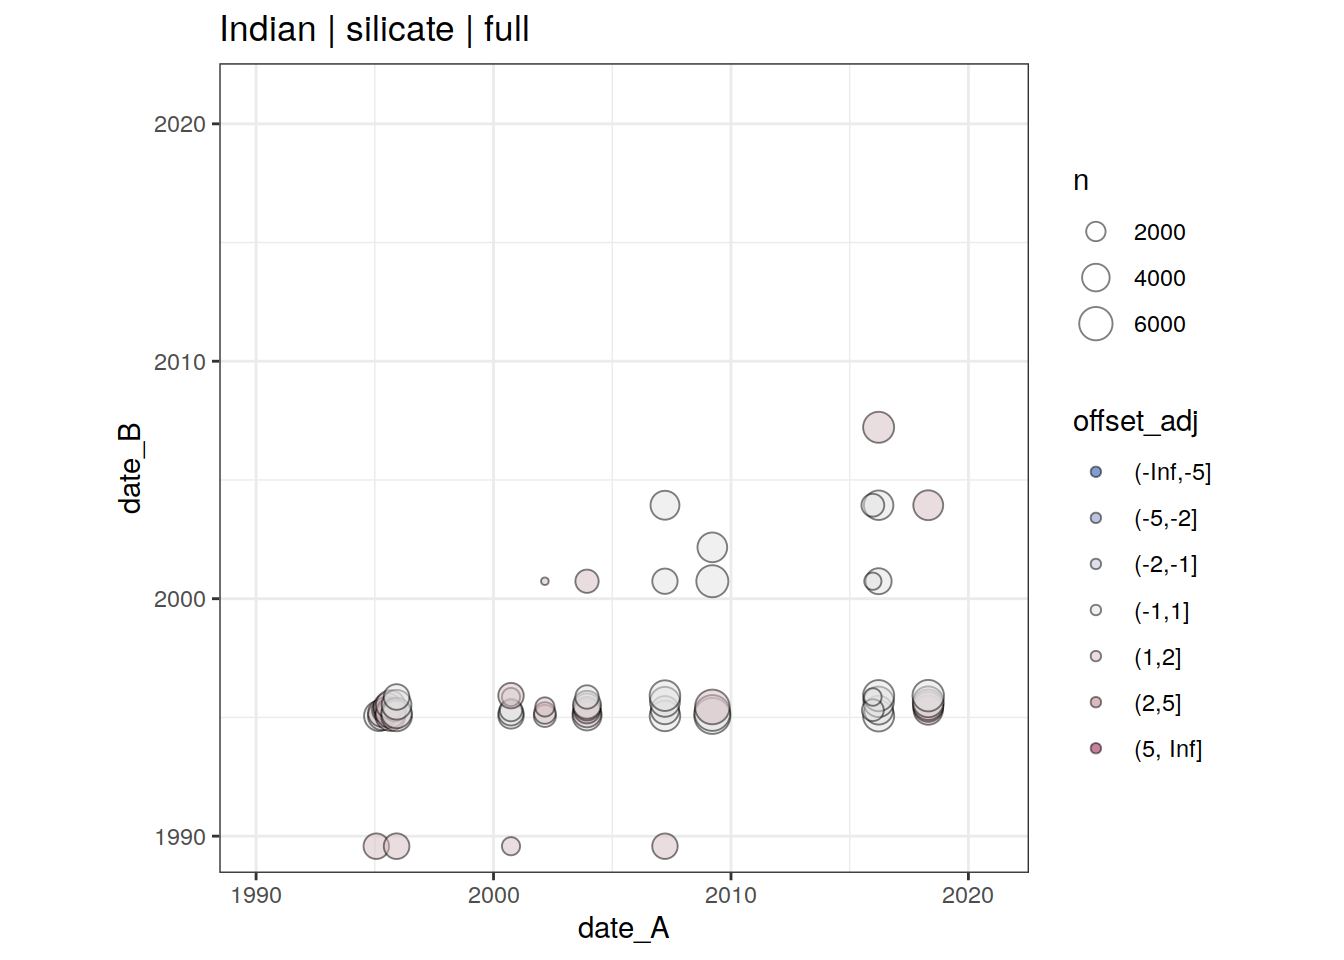 Indian | silicate | full
2020
2010
2000
1990
date_B
1990
2000
2010
2020
date_A
n
2000
4000
6000
offset_adj
(-Inf,-5]
(-5,-2]
(-2,-1]
(-1,1]
(1,2]
(2,5]
(5, Inf]